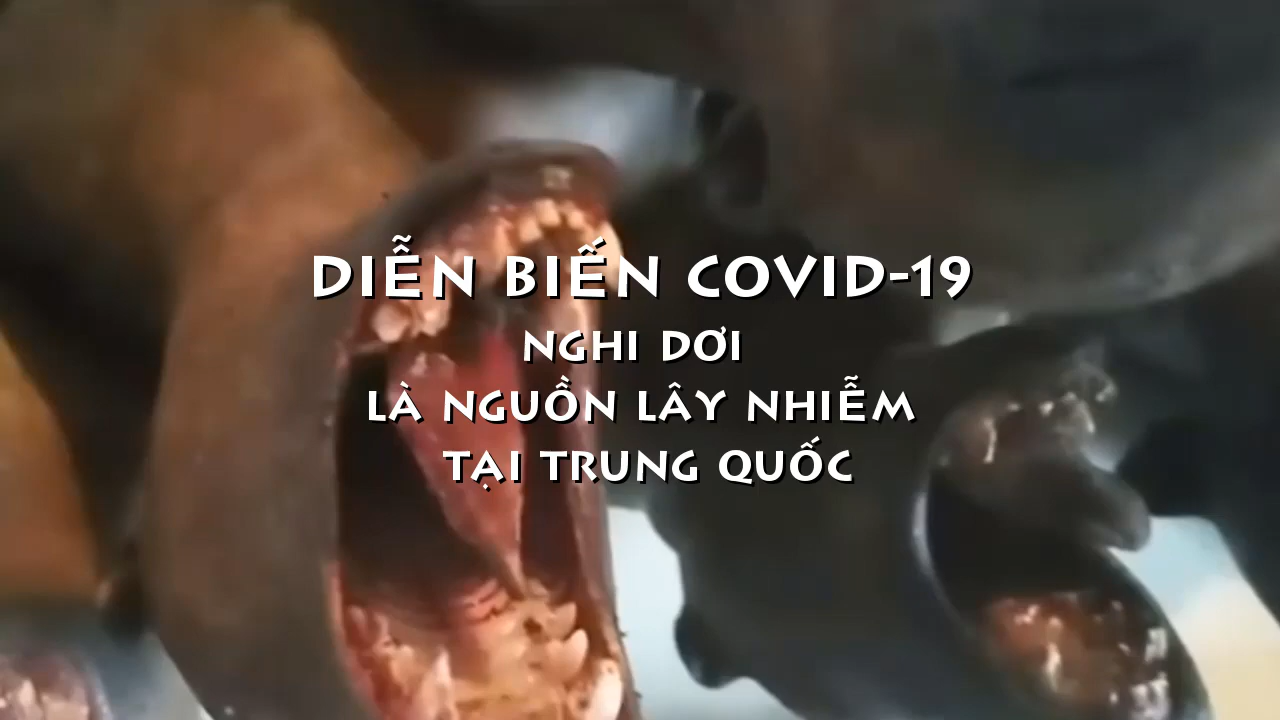 DIỄN BIẾN COVID-19
NGHI DƠI
LÀ NGUỒN LÂY NHIỄM
TẠI TRUNG QUỐC